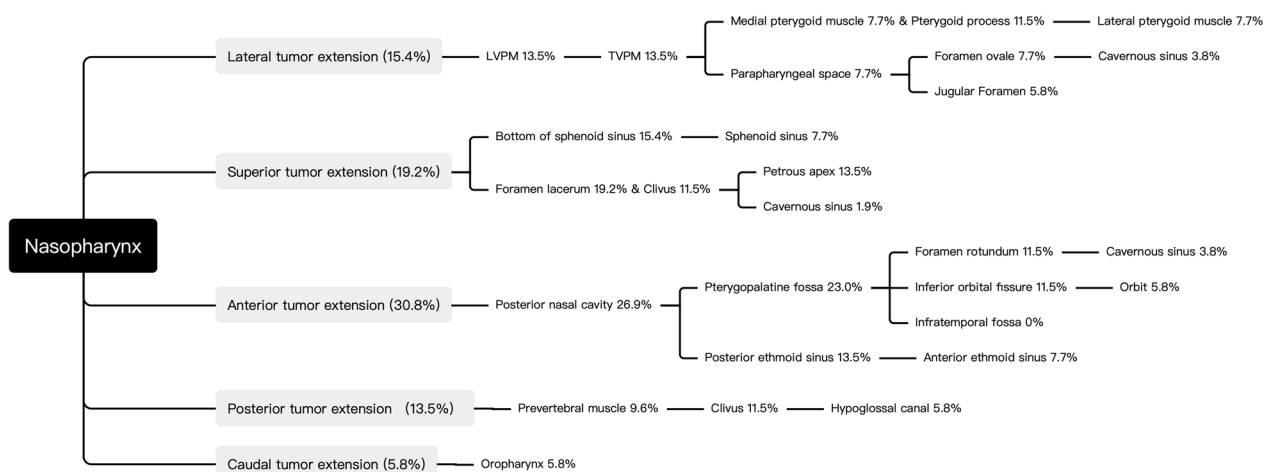 Nasopharynx
Lateral tumor extension (15.4%)
LVPM 13.5%
TVPM 13.5%
Medial pterygoid muscle 7.7% & Pterygoid process 11.5%
Lateral pterygoid muscle 7.7%
Parapharyngeal space 7.7%
Foramen ovale 7.7%
Cavernous sinus 3.8%
Jugular Foramen 5.8%
Superior tumor extension (19.2%)
Bottom of sphenoid sinus 15.4%
Sphenoid sinus 7.7%
Foramen lacerum 19.2% & Clivus 11.5%
Petrous apex 13.5%
Cavernous sinus 1.9%
Anterior tumor extension (30.8%)
Posterior nasal cavity 26.9%
Pterygopalatine fossa 23.0%
Foramen rotundum 11.5%
Cavernous sinus 3.8%
Inferior orbital fissure 11.5%
Orbit 5.8%
Infratemporal fossa 0%
Posterior ethmoid sinus 13.5%
Anterior ethmoid sinus 7.7%
Posterior tumor extension (13.5%)
Prevertebral muscle 9.6%
Clivus 11.5%
Hypoglossal canal 5.8%
Caudal tumor extension (5.8%)
Oropharynx 5.8%